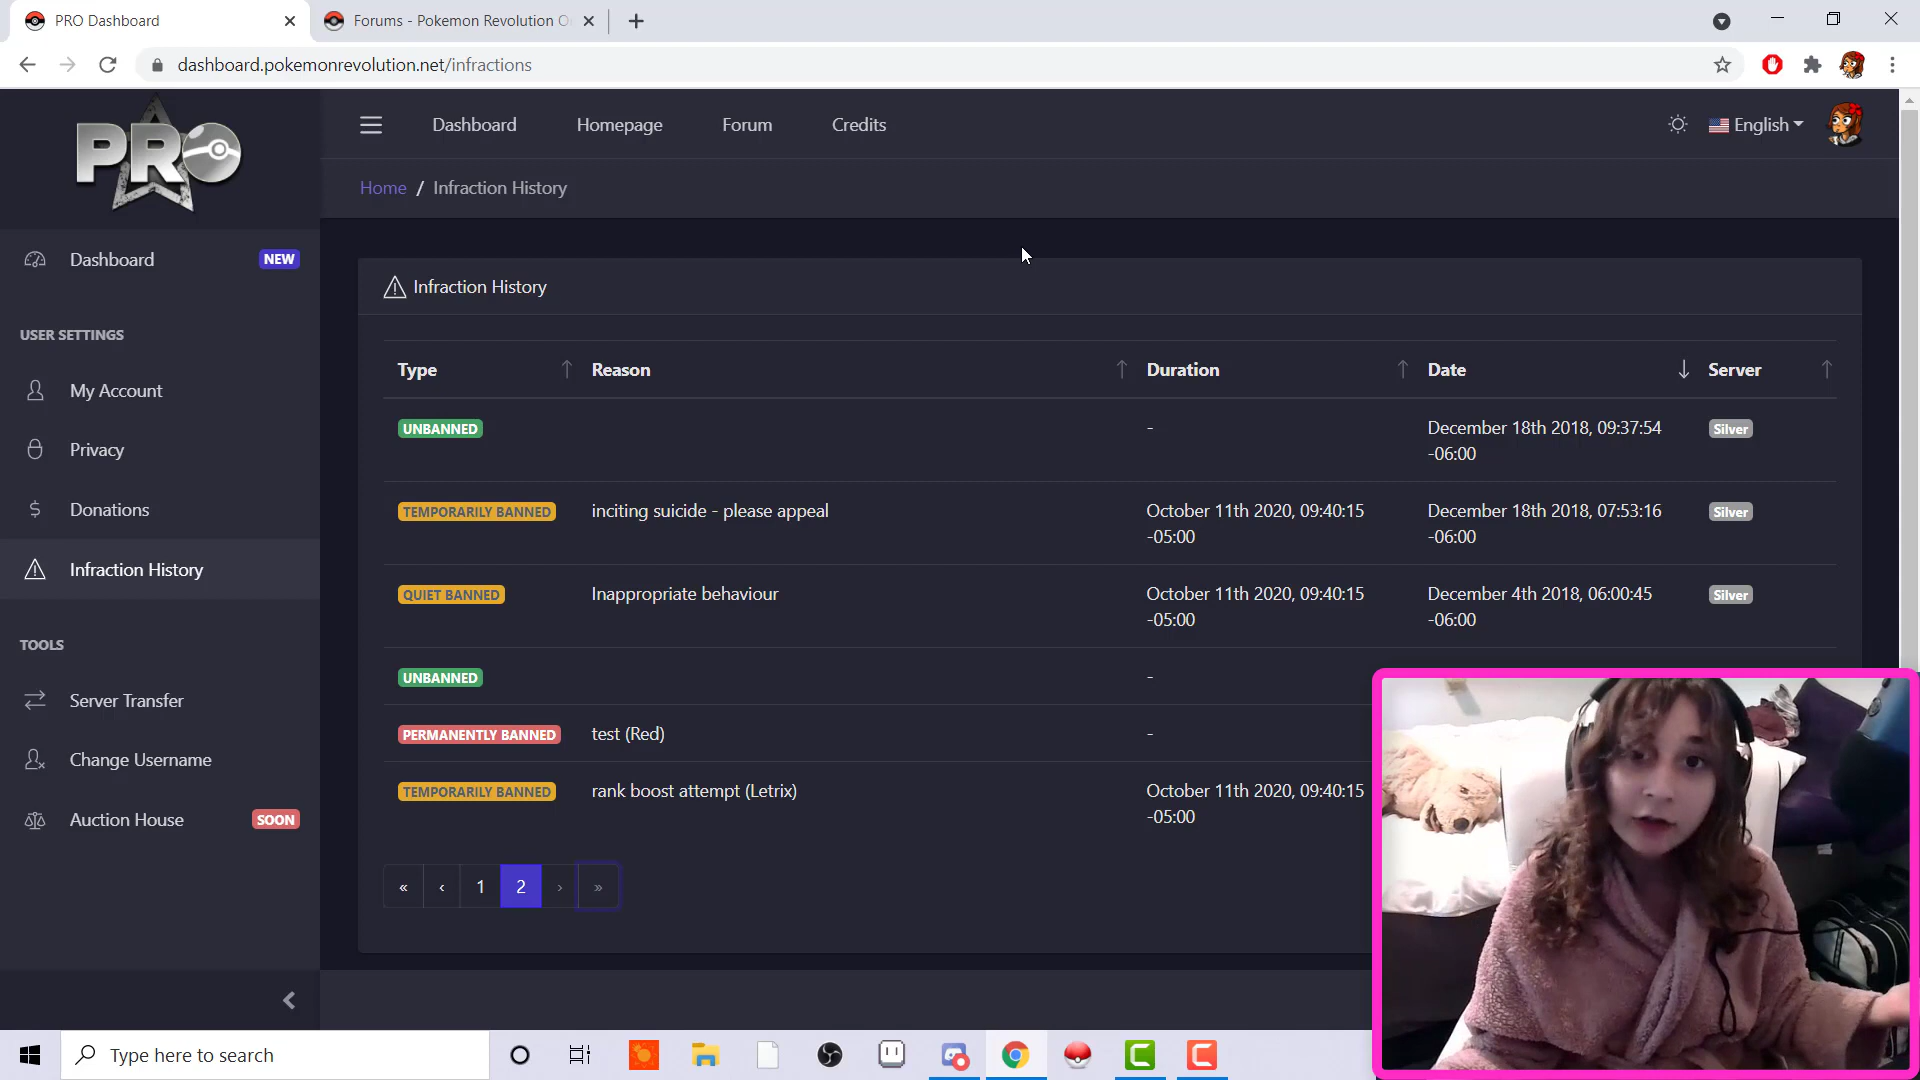 PRO Dashboard
Forums - Pokemon Revolution O
dashboard.pokemonrevolution.net/infractions
PRO
Dashboard
Homepage
Forum
Credits
English
Home / Infraction History
Dashboard
NEW
USER SETTINGS
My Account
Privacy
Donations
Infraction History
TOOLS
Server Transfer
Change Username
Auction House
SOON
Infraction History
Type
Reason
Duration
Date
Server
UNBANNED
-
December 18th 2018, 09:37:54
-06:00
Silver
TEMPORARILY BANNED
inciting suicide - please appeal
October 11th 2020, 09:40:15
-05:00
December 18th 2018, 07:53:16
-06:00
Silver
QUIET BANNED
Inappropriate behaviour
October 11th 2020, 09:40:15
-05:00
December 4th 2018, 06:00:45
-06:00
Silver
UNBANNED
-
PERMANENTLY BANNED
test (Red)
-
TEMPORARILY BANNED
rank boost attempt (Letrix)
October 11th 2020, 09:40:15
-05:00
« ‹ 1 2 › »
Type here to search